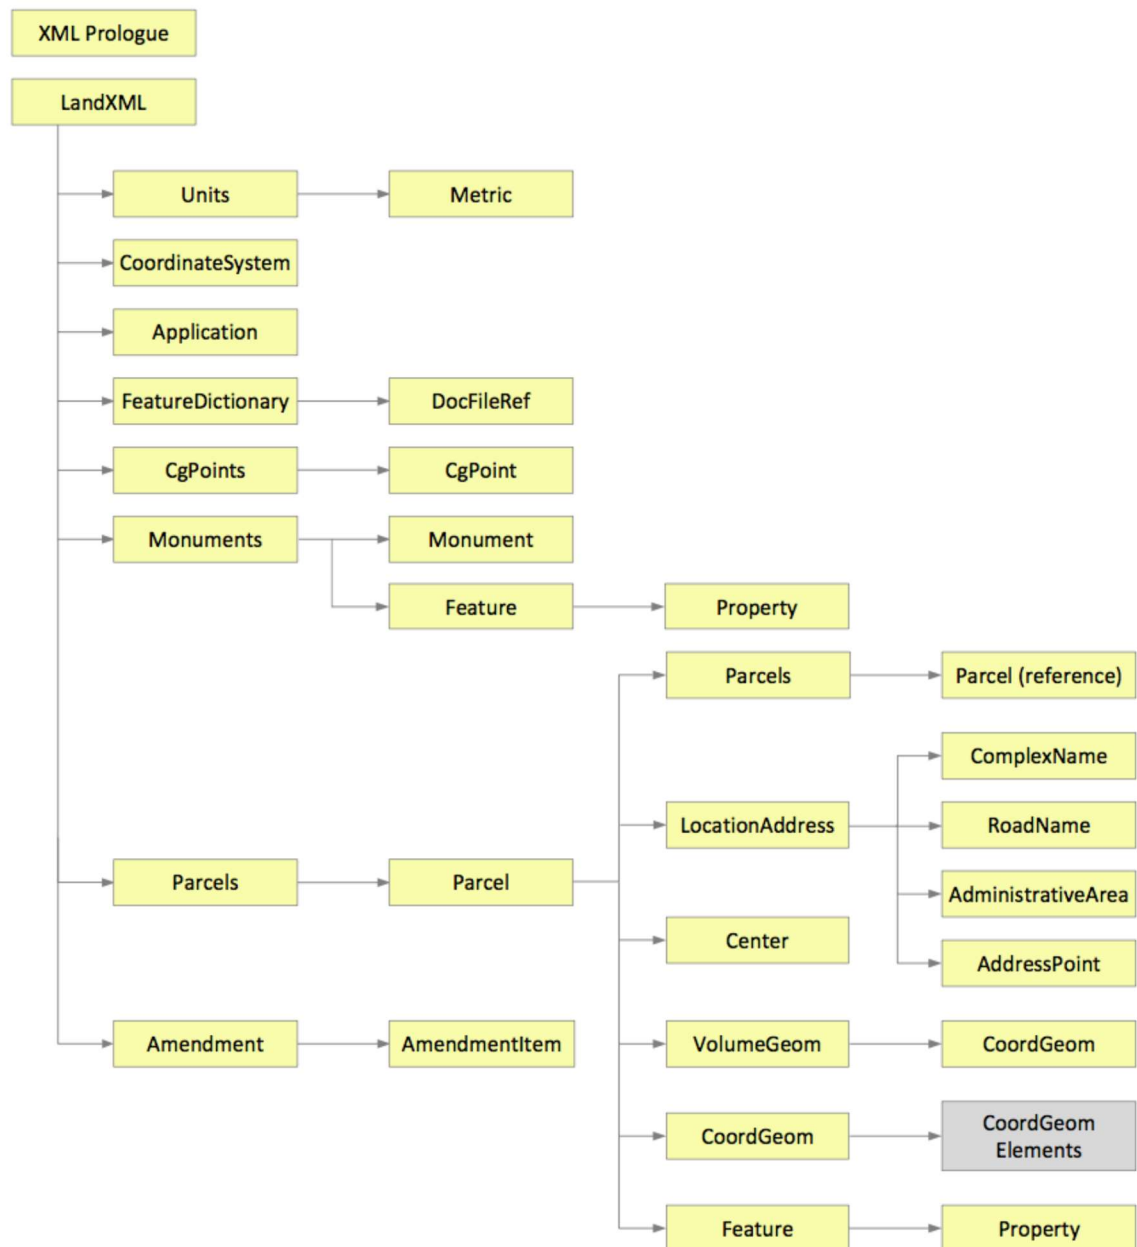 XML Prologue
LandXML
Units
Metric
CoordinateSystem
Application
FeatureDictionary
DocFileRef
CgPoints
CgPoint
Monuments
Monument
Feature
Property
Parcels
Parcel (reference)
ComplexName
LocationAddress
RoadName
Parcels
Parcel
AdministrativeArea
Center
AddressPoint
Amendment
AmendmentItem
VolumeGeom
CoordGeom
CoordGeom
CoordGeom
Elements
Feature
Property